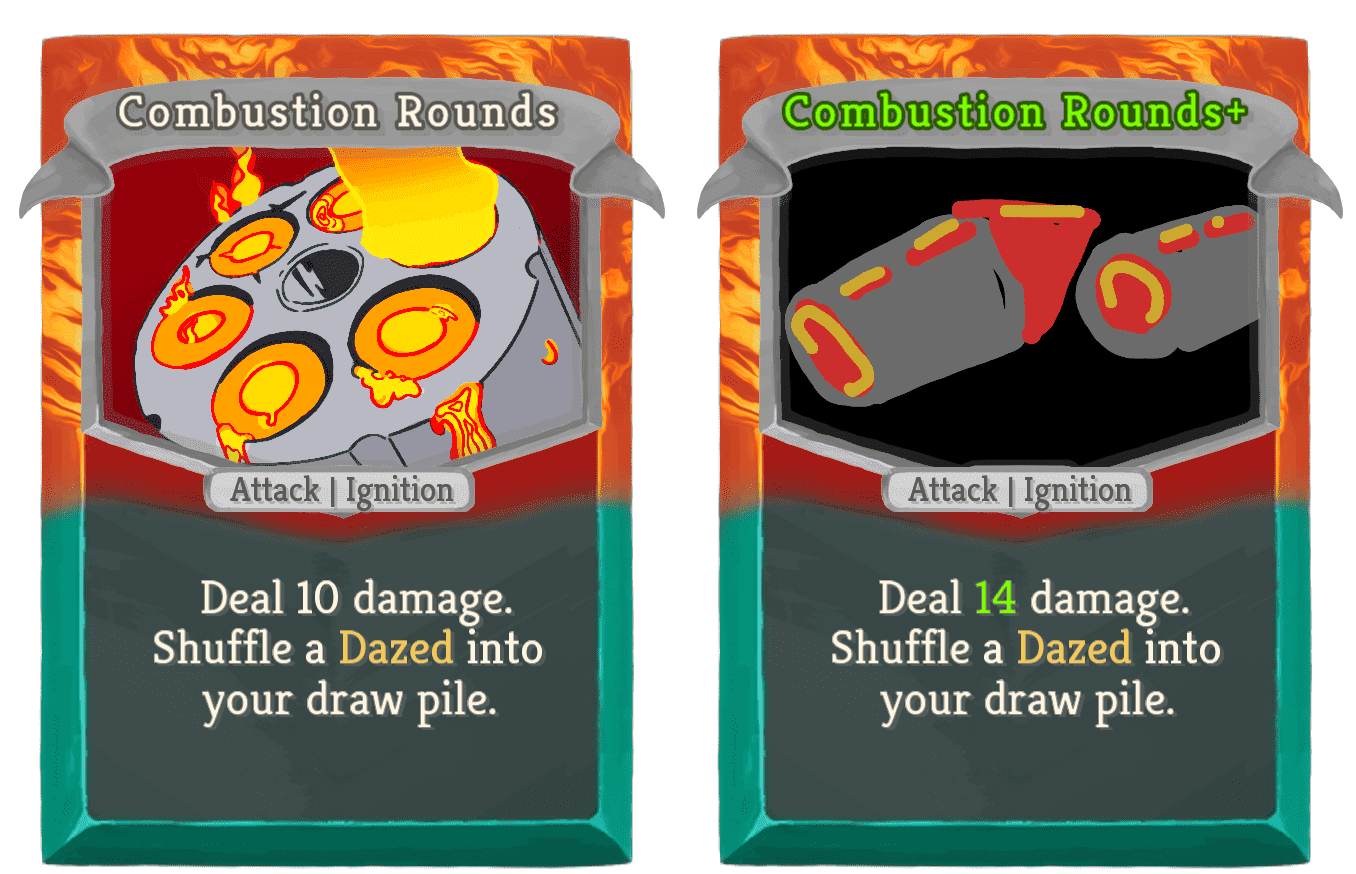 Combustion Rounds
Attack | Ignition
Deal 10 damage.
Shuffle a Dazed into
your draw pile.
Combustion Rounds+
Attack | Ignition
Deal 14 damage.
Shuffle a Dazed into
your draw pile.